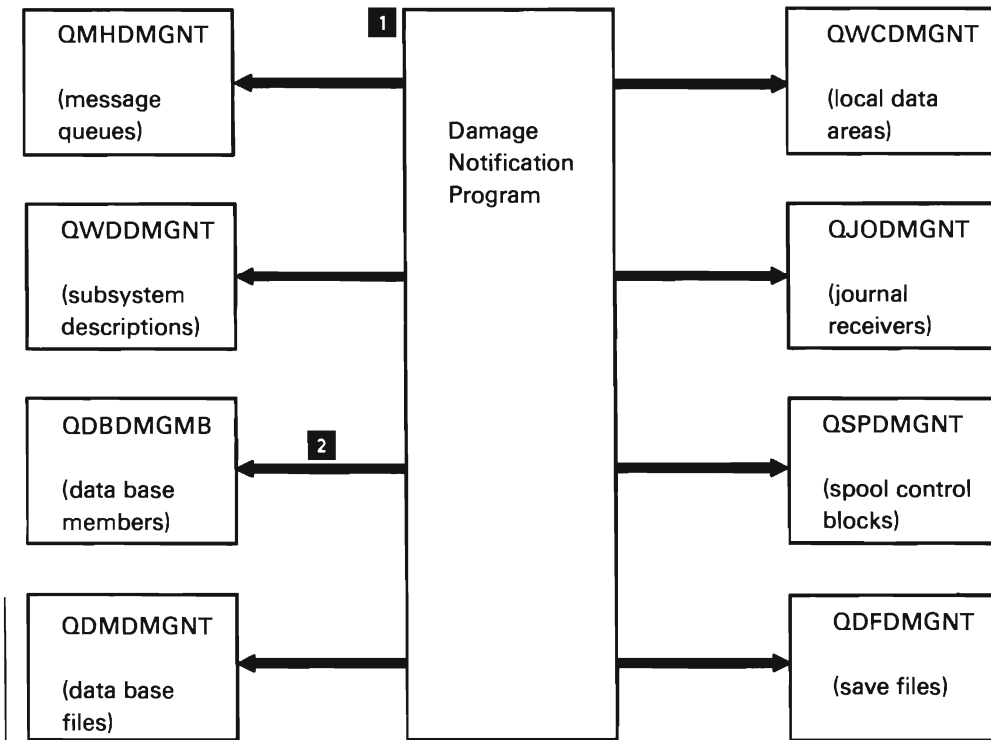 1
QMHDMGNT
(message
queues)
QWDDMGNT
(subsystem
descriptions)
QDBDMGMB
(data base
members)
QDMDMGNT
(data base
files)
2
Damage
Notification
Program
QWCDMGNT
(local data
areas)
QJODMGNT
(journal
receivers)
QSPDMGNT
(spool control
blocks)
QDFDMGNT
(save files)